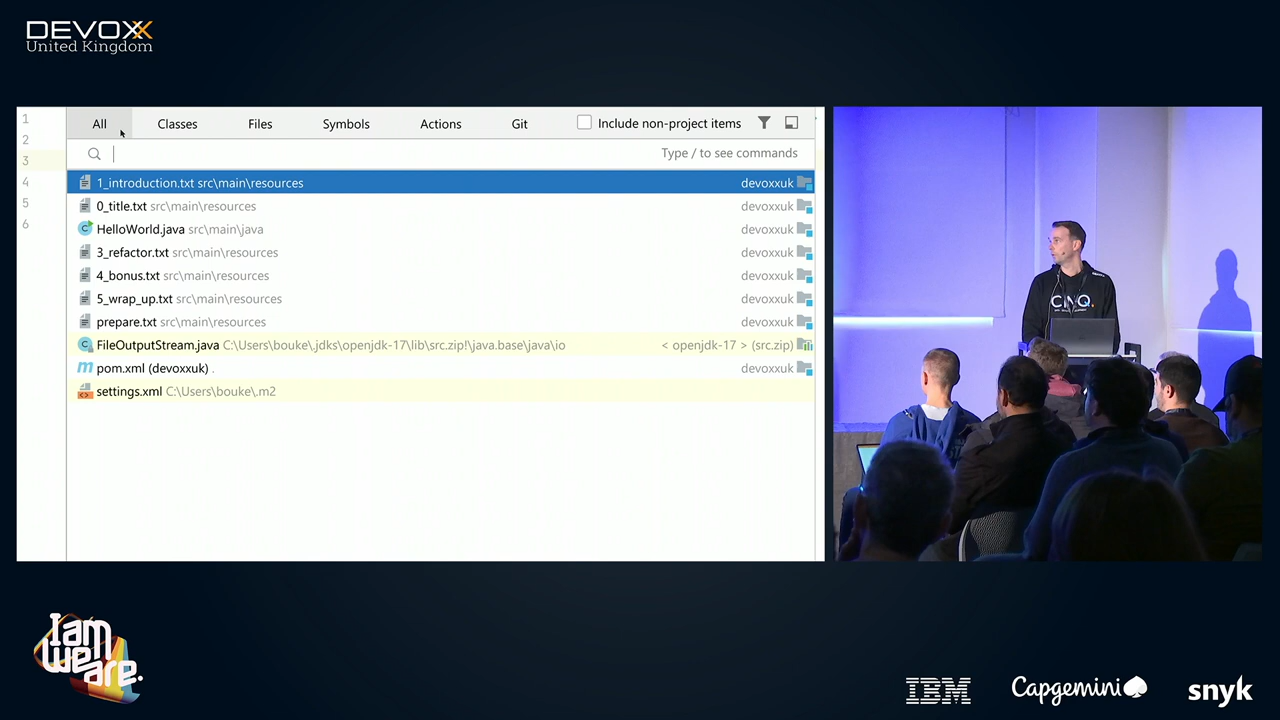 DEVOXX
United Kingdom
1
2
3
4
5
6
All Classes Files Symbols Actions Git Include non-project items
Type / to see commands
1_introduction.txt src\main\resources devoxxuk
0_title.txt src\main\resources devoxxuk
HelloWorld.java src\main\java devoxxuk
3_refactor.txt src\main\resources devoxxuk
4_bonus.txt src\main\resources devoxxuk
5_wrap_up.txt src\main\resources devoxxuk
prepare.txt src\main\resources devoxxuk
FileOutputStream.java C:\Users\bouke\.jdks\openjdk-17\lib\src.zip!\java.base\java\io < openjdk-17 > (src.zip)
pom.xml (devoxxuk) . devoxxuk
settings.xml C:\Users\bouke\.m2
CINQ.
I am
We
are.
IBM Capgemini snyk